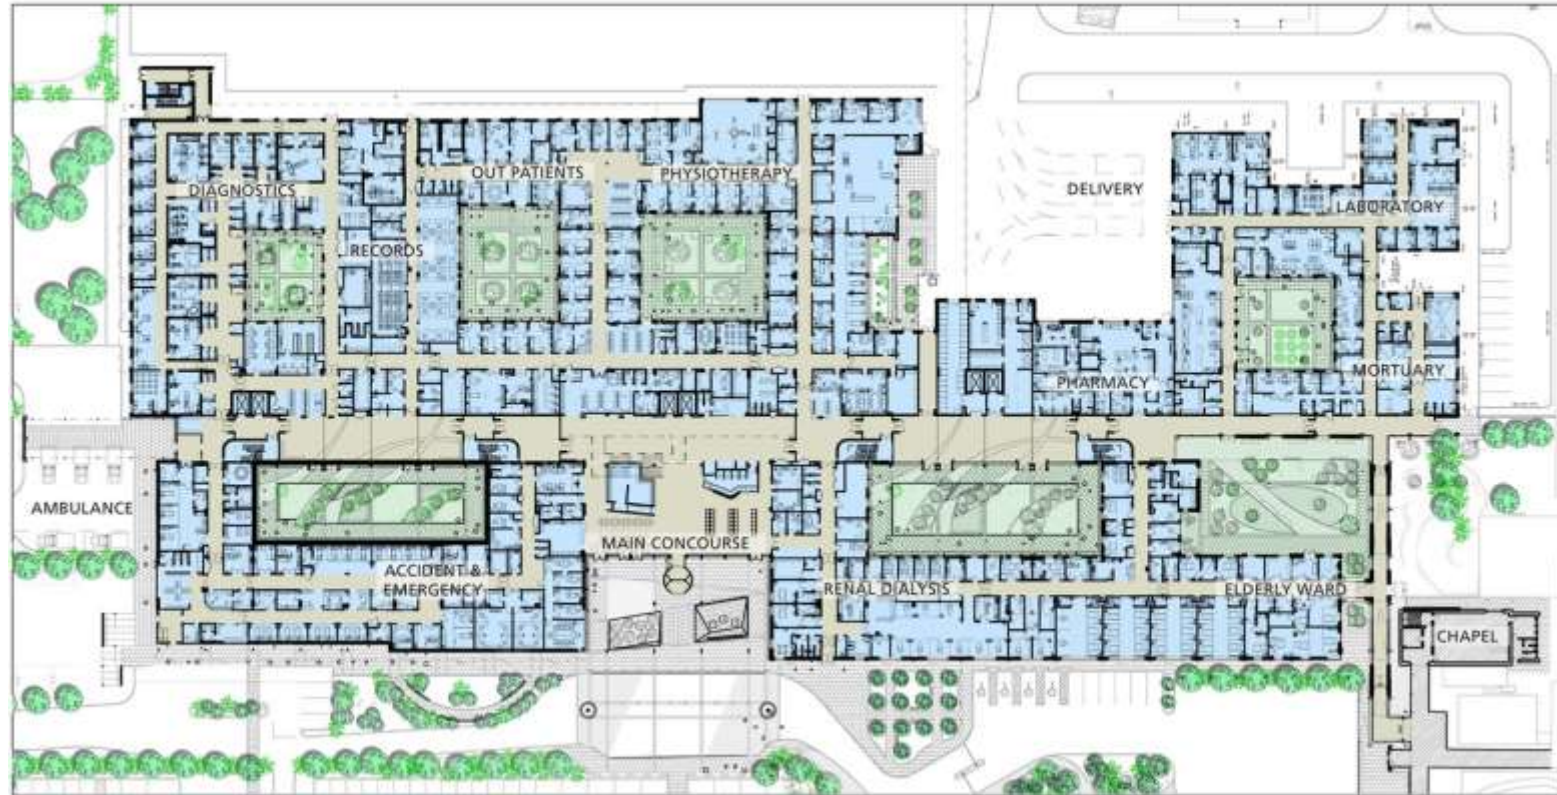 OUT PATIENTS
PHYSIOTHERAPY
DIAGNOSTICS
DELIVERY
LABORATORY
RECORDS
PHARMACY
MORTUARY
AMBULANCE
MAIN CONCOURSE
ACCIDENT &
EMERGENCY
RENAL DIALYSIS
ELDERLY WARD
CHAPEL